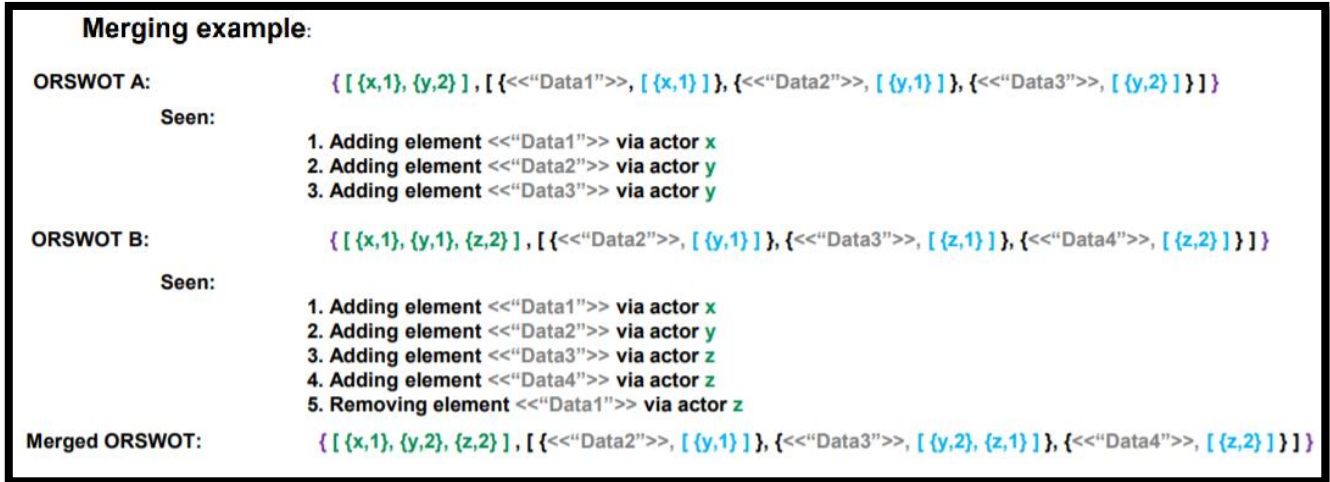 Merging example:
ORSWOT A: { [ {x,1}, {y,2} ] , [ {<<“Data1”>>, [ {x,1} ] }, {<<“Data2”>>, [ {y,1} ] }, {<<“Data3”>>, [ {y,2} ] } ] }
Seen:
1. Adding element <<“Data1”>> via actor x
2. Adding element <<“Data2”>> via actor y
3. Adding element <<“Data3”>> via actor y
ORSWOT B: { [ {x,1}, {y,1}, {z,2} ] , [ {<<“Data2”>>, [ {y,1} ] }, {<<“Data3”>>, [ {z,1} ] }, {<<“Data4”>>, [ {z,2} ] } ] }
Seen:
1. Adding element <<“Data1”>> via actor x
2. Adding element <<“Data2”>> via actor y
3. Adding element <<“Data3”>> via actor z
4. Adding element <<“Data4”>> via actor z
5. Removing element <<“Data1”>> via actor z
Merged ORSWOT: { [ {x,1}, {y,2}, {z,2} ] , [ {<<“Data2”>>, [ {y,1} ] }, {<<“Data3”>>, [ {y,2}, {z,1} ] }, {<<“Data4”>>, [ {z,2} ] } ] }